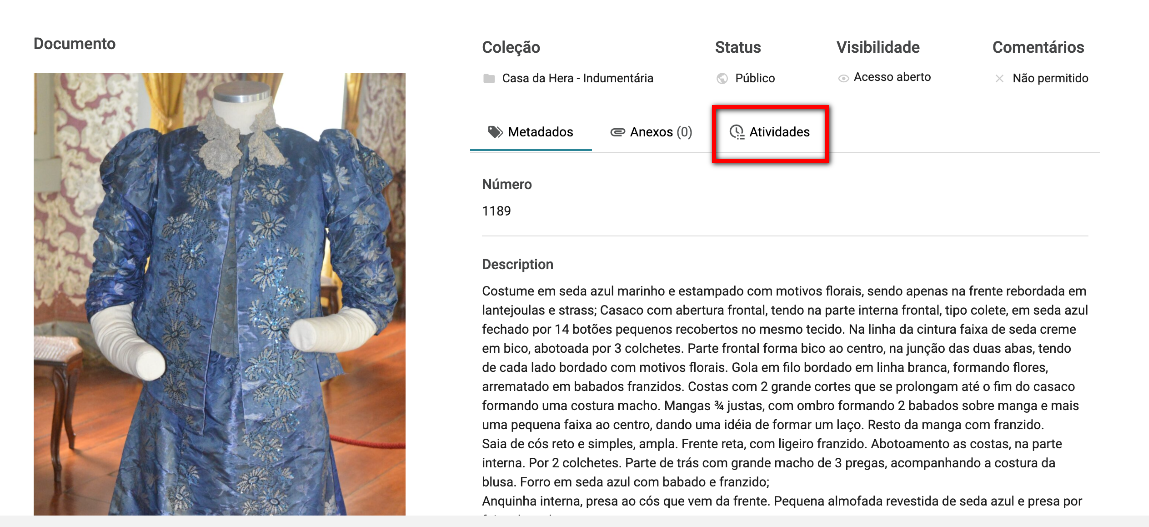 Documento
Coleção
Status
Visibilidade
Comentários
Casa da Hera - Indumentária
Público
Acesso aberto
Não permitido
Metadados
Anexos (0)
Atividades
Número
1189
Description
Costume em seda azul marinho e estampado com motivos florais, sendo apenas na frente rebordada em
lantejoulas e strass; Casaco com abertura frontal, tendo na parte interna frontal, tipo colete, em seda azul
fechado por 14 botões pequenos recobertos no mesmo tecido. Na linha da cintura faixa de seda creme
em bico, abotoada por 3 colchetes. Parte frontal forma bico ao centro, na junção das duas abas, tendo
de cada lado bordado com motivos florais. Gola em filo bordado em linha branca, formando flores,
arrematado em babados franzidos. Costas com 2 grande cortes que se prolongam até o fim do casaco
formando uma costura macho. Mangas ¾ justas, com ombro formando 2 babados sobre manga e mais
uma pequena faixa ao centro, dando uma idéia de formar um laço. Resto da manga com franzido.
Saia de cós reto e simples, ampla. Frente reta, com ligeiro franzido. Abotoamento as costas, na parte
interna. Por 2 colchetes. Parte de trás com grande macho de 3 pregas, acompanhando a costura da
blusa. Forro em seda azul com babado e franzido;
Anquinha interna, presa ao cós que vem da frente. Pequena almofada revestida de seda azul e presa por